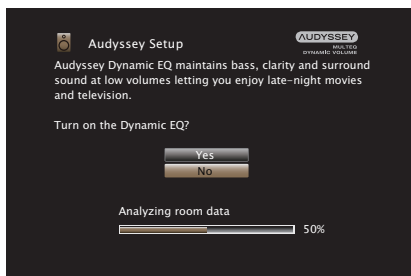 Audyssey Setup
AUDYSSEY
MULTEQ
DYNAMIC VOLUME
Audyssey Dynamic EQ maintains bass, clarity and surround
sound at low volumes letting you enjoy late-night movies
and television.
Turn on the Dynamic EQ?
Yes
No
Analyzing room data
50%